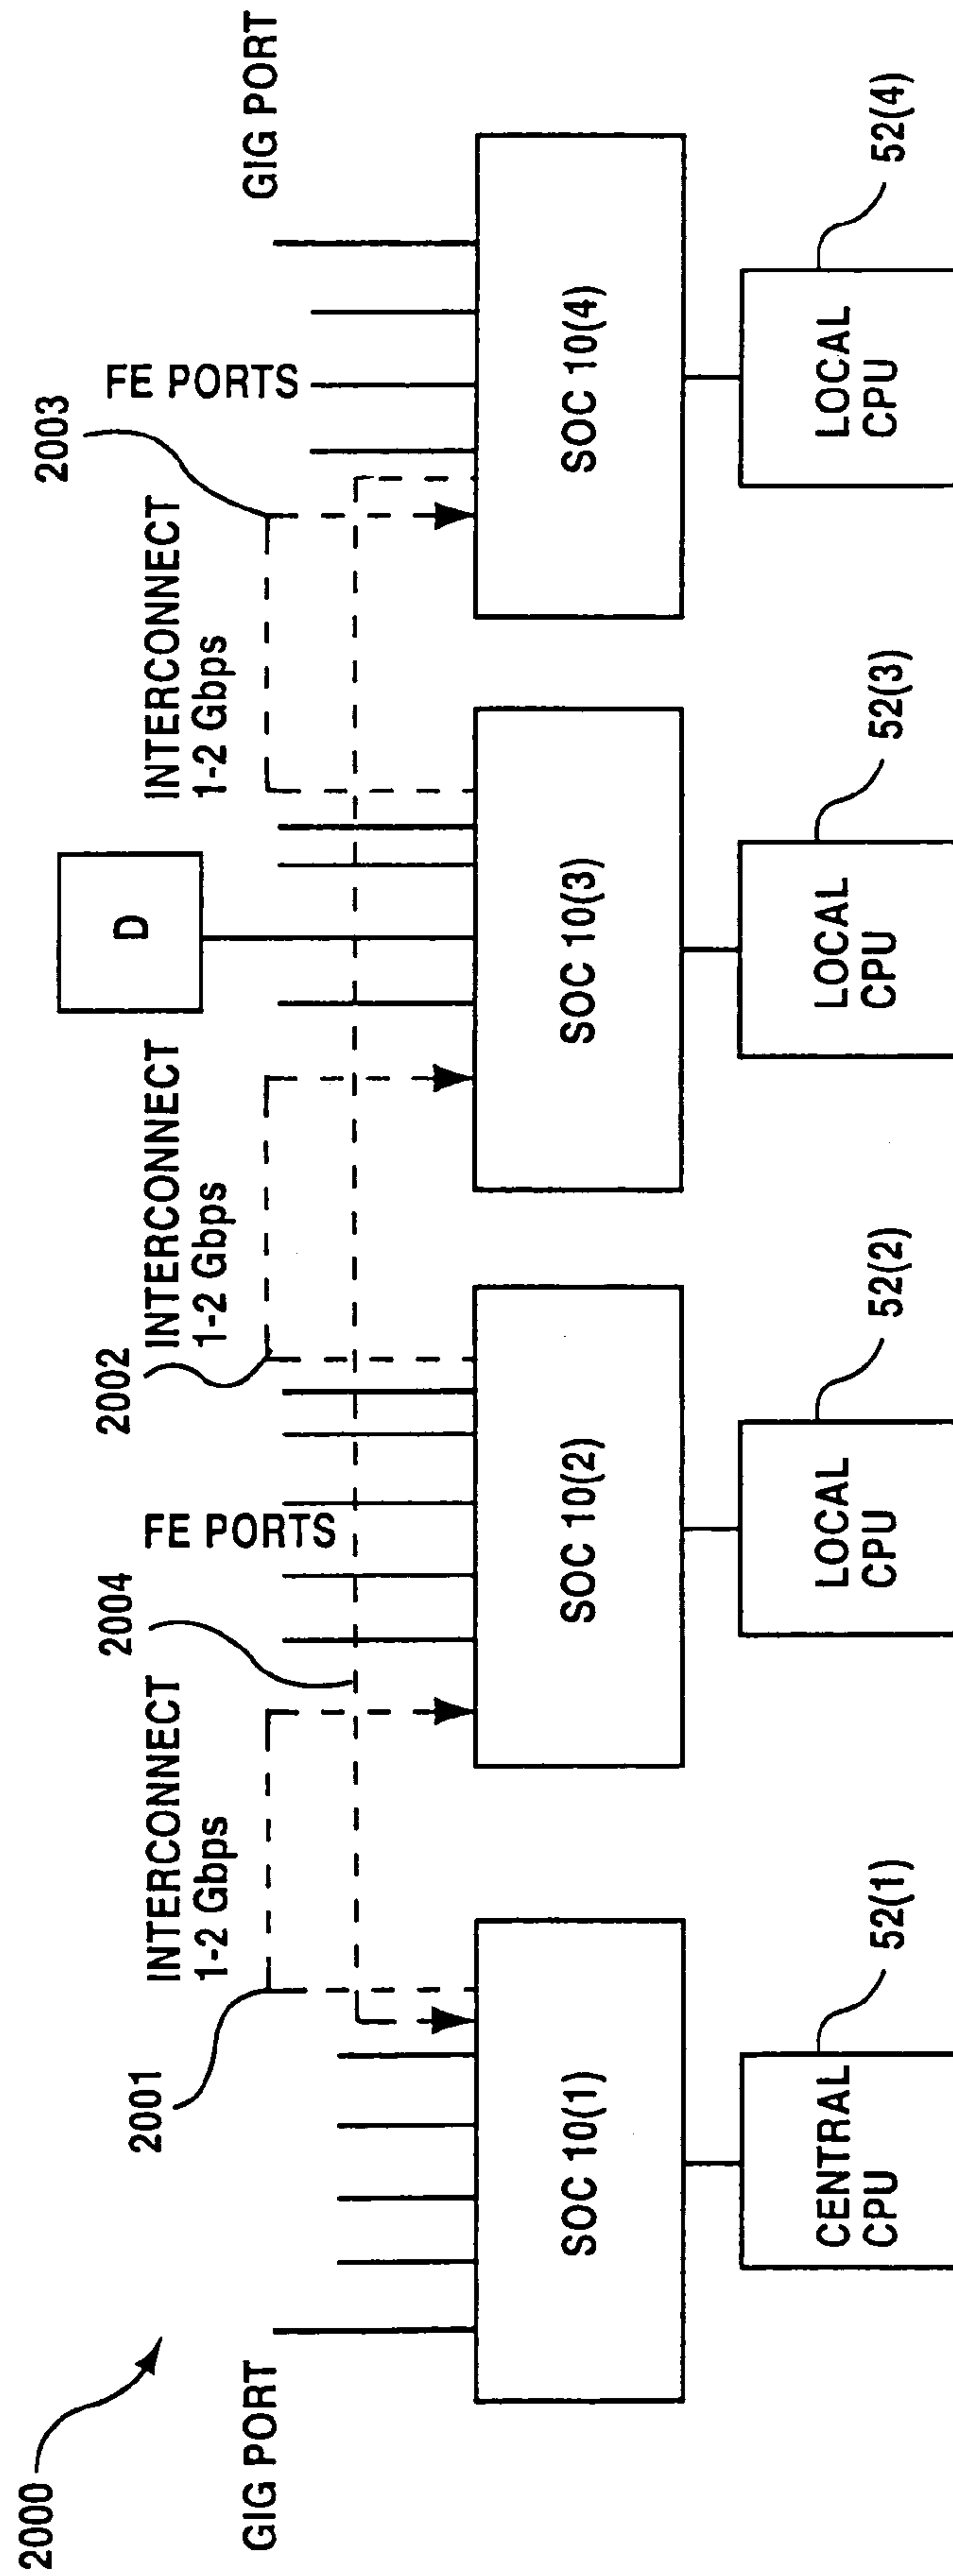 2000
GIG PORT
2001
INTERCONNECT
1-2 Gbps
2004
FE PORTS
2002
INTERCONNECT
1-2 Gbps
D
INTERCONNECT
1-2 Gbps
2003
FE PORTS
GIG PORT
SOC 10(1)
SOC 10(2)
SOC 10(3)
SOC 10(4)
CENTRAL
CPU
52(1)
LOCAL
CPU
52(2)
LOCAL
CPU
52(3)
LOCAL
CPU
52(4)